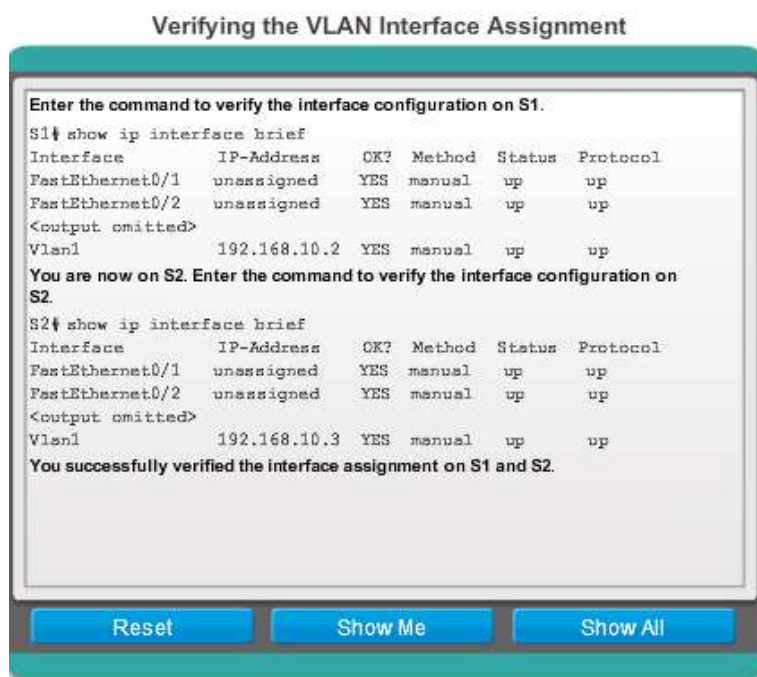 Verifying the VLAN Interface Assignment
Enter the command to verify the interface configuration on S1.
S1# show ip interface brief
Interface IP-Address OK? Method Status Protocol
FastEthernet0/1 unassigned YES manual up up
FastEthernet0/2 unassigned YES manual up up
<output omitted>
Vlan1 192.168.10.2 YES manual up up
You are now on S2. Enter the command to verify the interface configuration on
S2.
S2# show ip interface brief
Interface IP-Address OK? Method Status Protocol
FastEthernet0/1 unassigned YES manual up up
FastEthernet0/2 unassigned YES manual up up
<output omitted>
Vlan1 192.168.10.3 YES manual up up
You successfully verified the interface assignment on S1 and S2.
Reset Show Me Show All